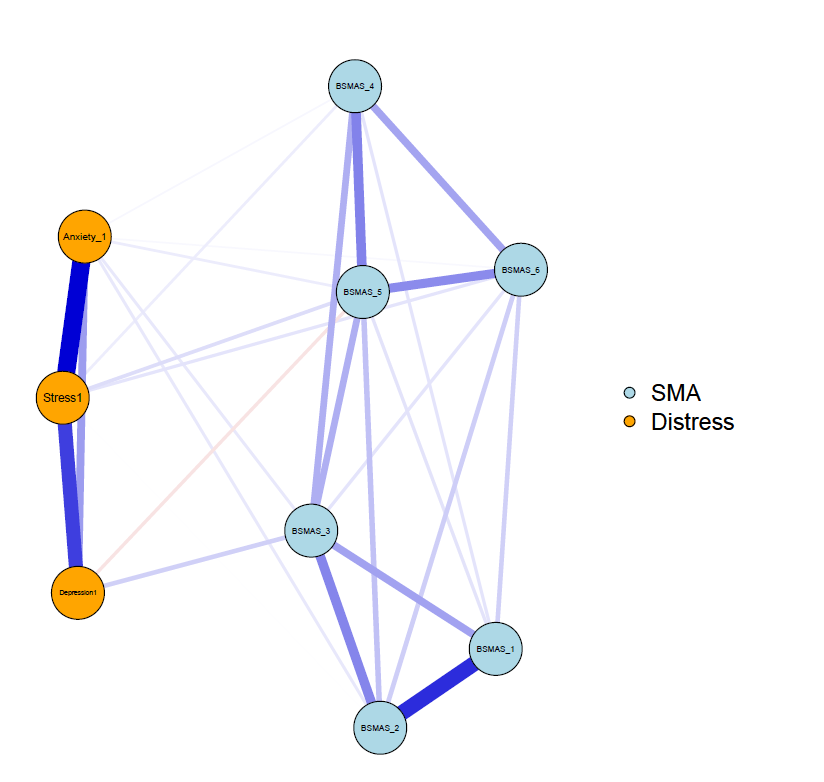 BSMAS_4
Anxiety_1
BSMAS_6
BSMAS_5
Stress1
SMA
Distress
BSMAS_3
Depression1
BSMAS_1
BSMAS_2